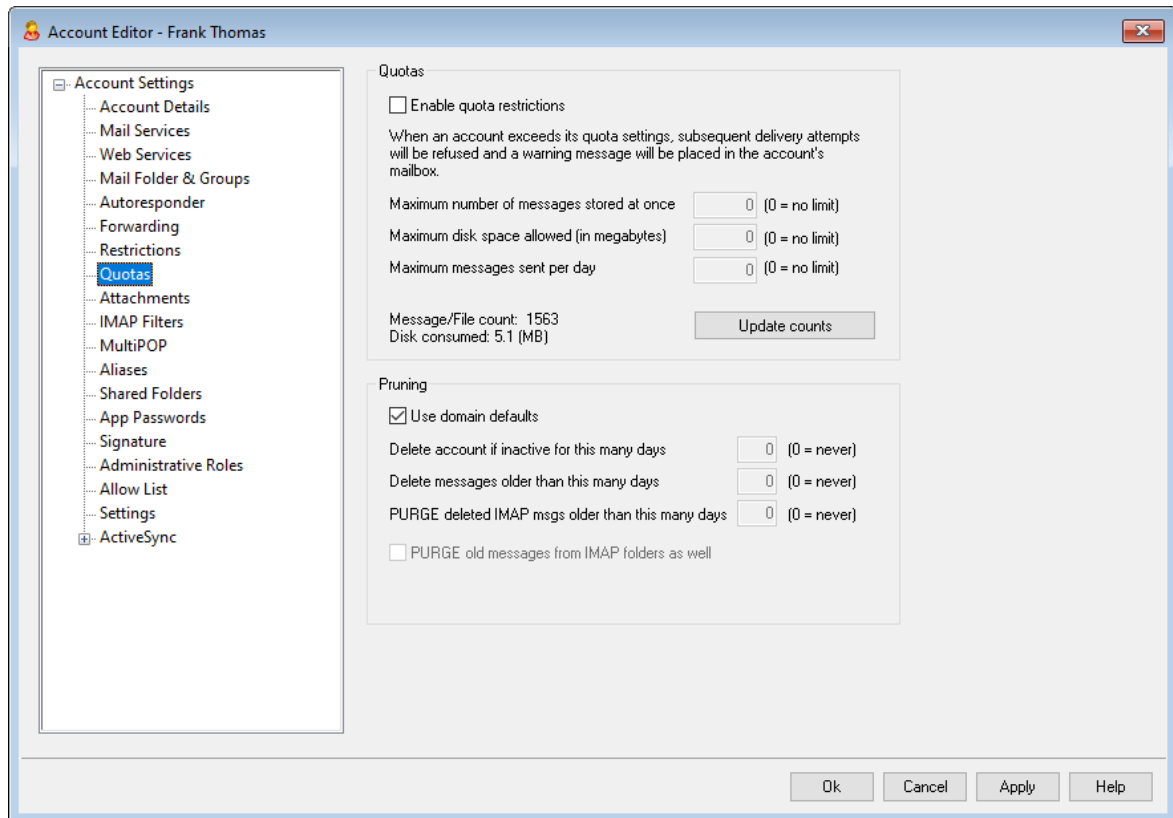 Account Editor - Frank Thomas
Account Settings
Account Details
Mail Services
Web Services
Mail Folder & Groups
Autoresponder
Forwarding
Restrictions
Quotas
Attachments
IMAP Filters
MultiPOP
Aliases
Shared Folders
App Passwords
Signature
Administrative Roles
Allow List
Settings
ActiveSync
Quotas
Enable quota restrictions
When an account exceeds its quota settings, subsequent delivery attempts
will be refused and a warning message will be placed in the account's
mailbox.
Maximum number of messages stored at once 0 (0 = no limit)
Maximum disk space allowed (in megabytes) 0 (0 = no limit)
Maximum messages sent per day 0 (0 = no limit)
Message/File count: 1563
Disk consumed: 5.1 (MB)
Update counts
Pruning
Use domain defaults
Delete account if inactive for this many days 0 (0 = never)
Delete messages older than this many days 0 (0 = never)
PURGE deleted IMAP msgs older than this many days 0 (0 = never)
PURGE old messages from IMAP folders as well
Ok Cancel Apply Help